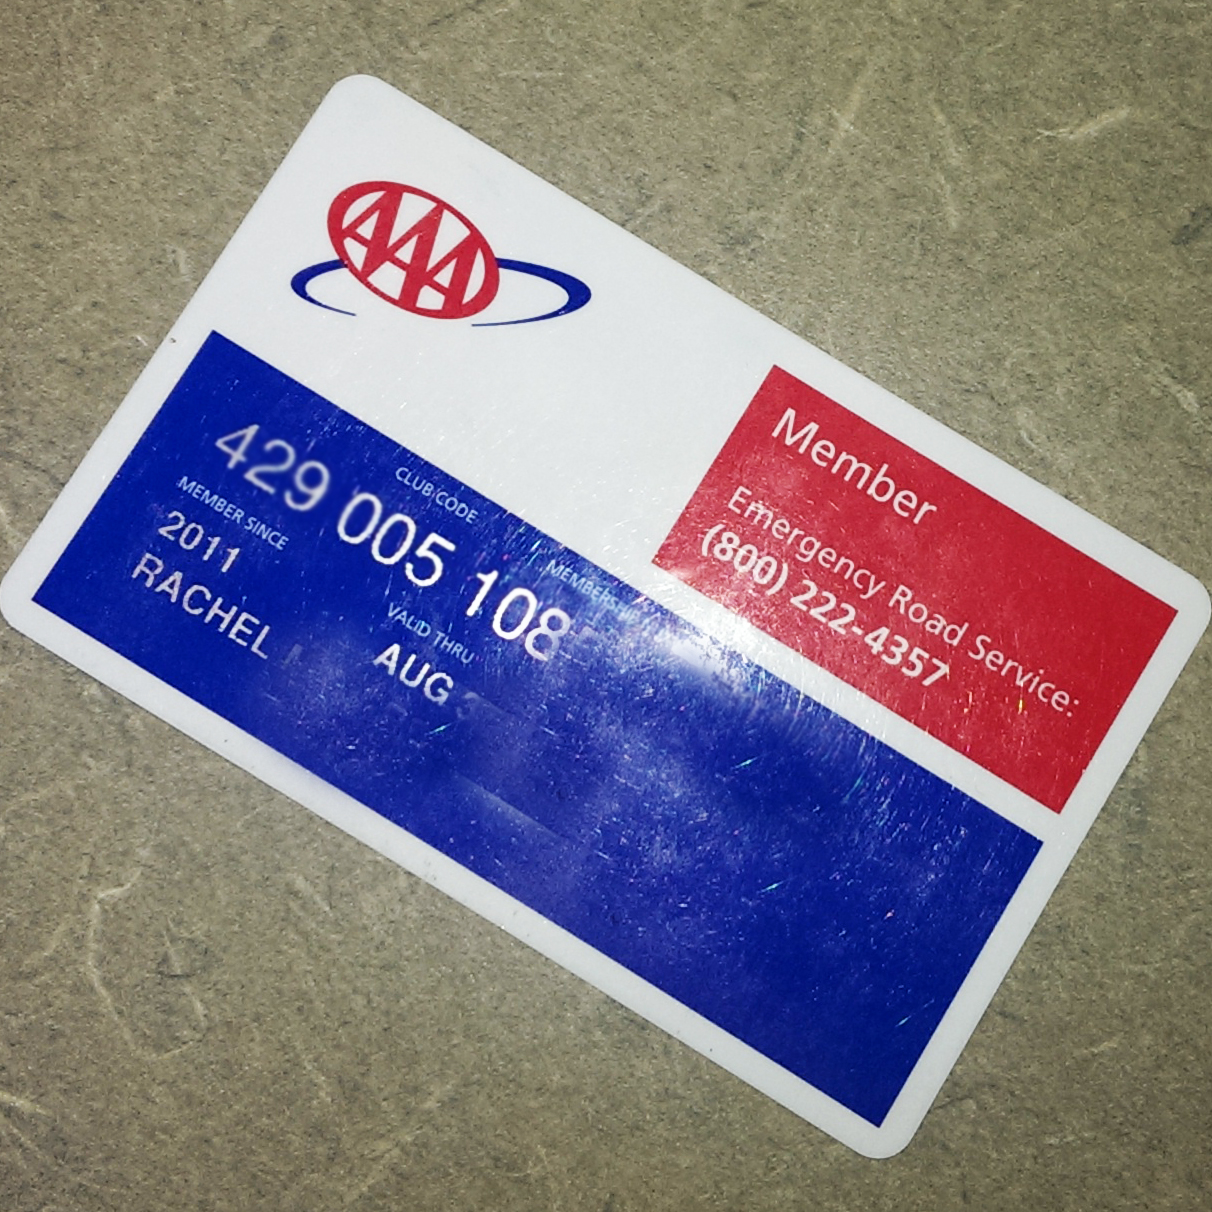 AAA
Member
Emergency Road Service:
(800) 222-4357
CLUB CODE
429 005 108
MEMBER SINCE
2011
VALID THRU
AUG
RACHEL